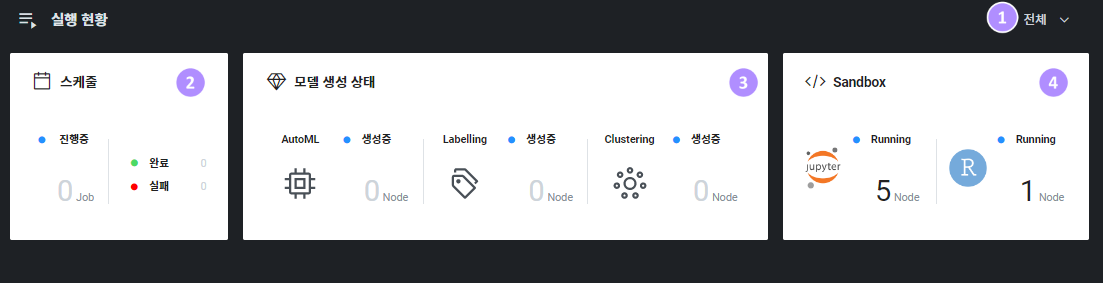 실행 현황
1 전체
스케줄 2
진행중
0 Job
완료 0
실패 0
모델 생성 상태 3
AutoML 생성중
0 Node
Labelling 생성중
0 Node
Clustering 생성중
0 Node
Sandbox 4
jupyter
Running
5 Node
R
Running
1 Node